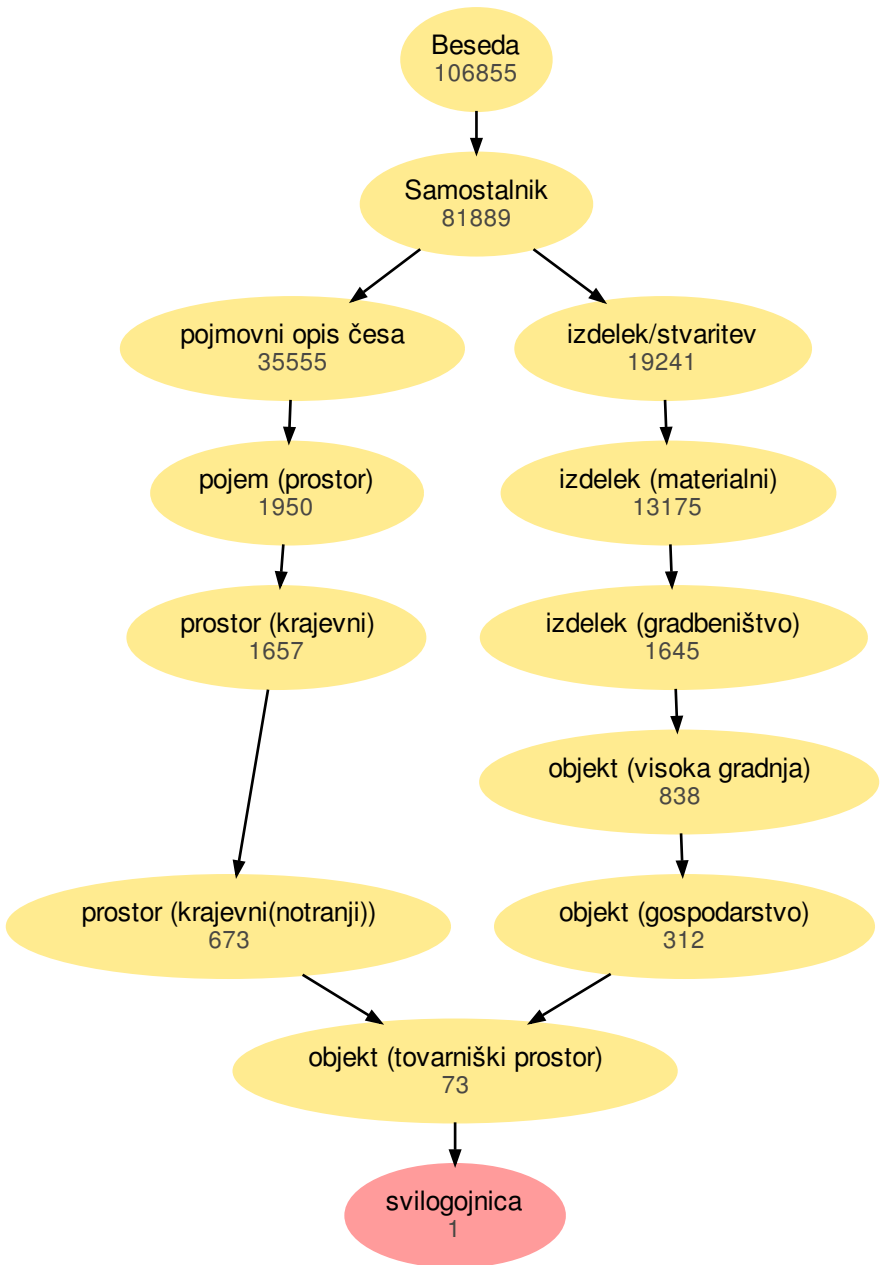 Beseda
106855
Samostalnik
81889
pojmovni opis česa
35555
izdelek/stvaritev
19241
pojem (prostor)
1950
izdelek (materialni)
13175
prostor (krajevni)
1657
izdelek (gradbeništvo)
1645
objekt (visoka gradnja)
838
prostor (krajevni(notranji))
673
objekt (gospodarstvo)
312
objekt (tovarniški prostor)
73
svilogojnica
1